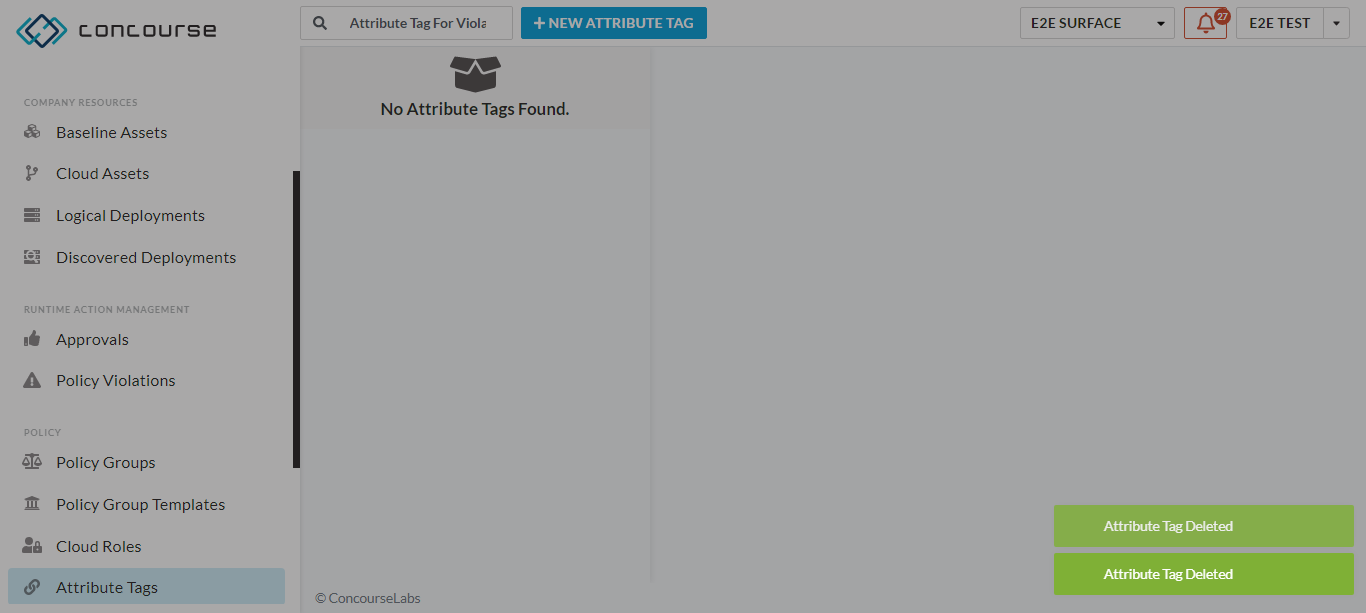 concourse
Attribute Tag For Viola
+ NEW ATTRIBUTE TAG
E2E SURFACE
27
E2E TEST
No Attribute Tags Found.
COMPANY RESOURCES
Baseline Assets
Cloud Assets
Logical Deployments
Discovered Deployments
RUNTIME ACTION MANAGEMENT
Approvals
Policy Violations
POLICY
Policy Groups
Policy Group Templates
Cloud Roles
Attribute Tags
Attribute Tag Deleted
Attribute Tag Deleted
© ConcourseLabs